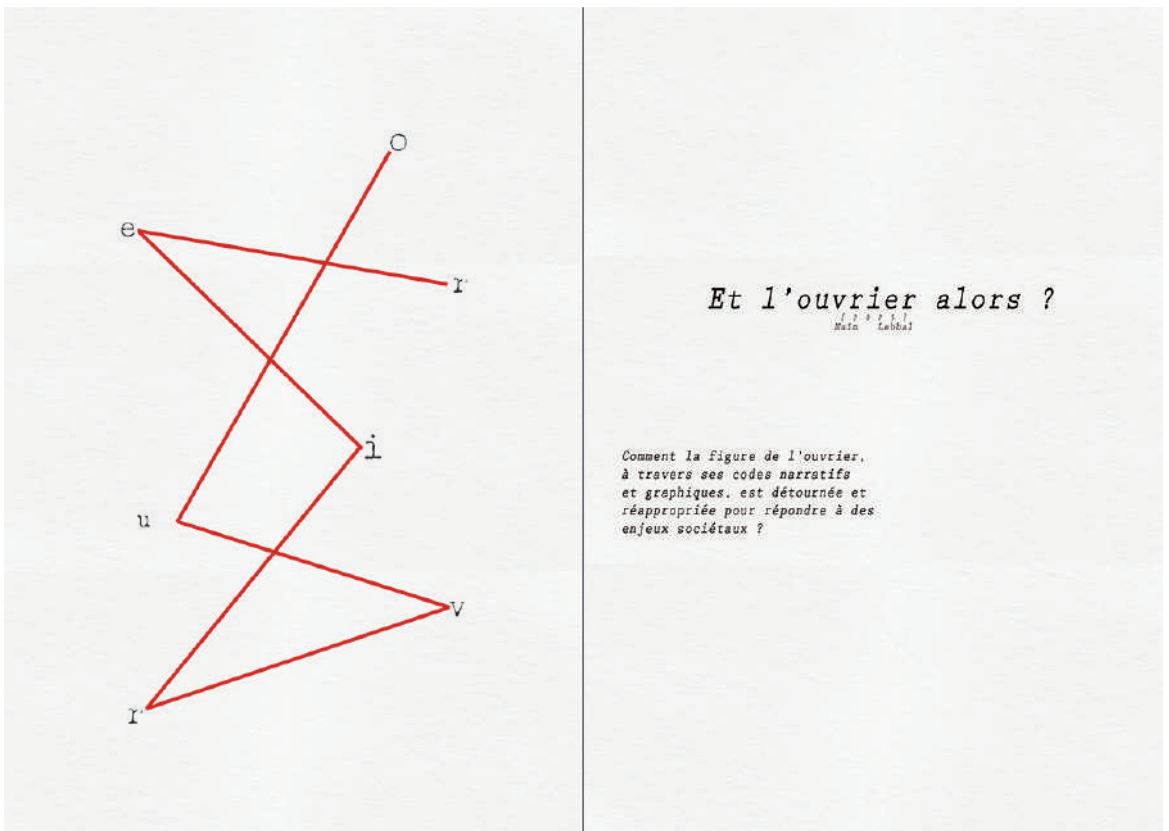 o
e
r
i
u
v
r
Et l'ouvrier alors ?
Comment la figure de l'ouvrier,
à travers ses codes narratifs
et graphiques, est détournée et
réappropriée pour répondre à des
enjeux sociétaux ?